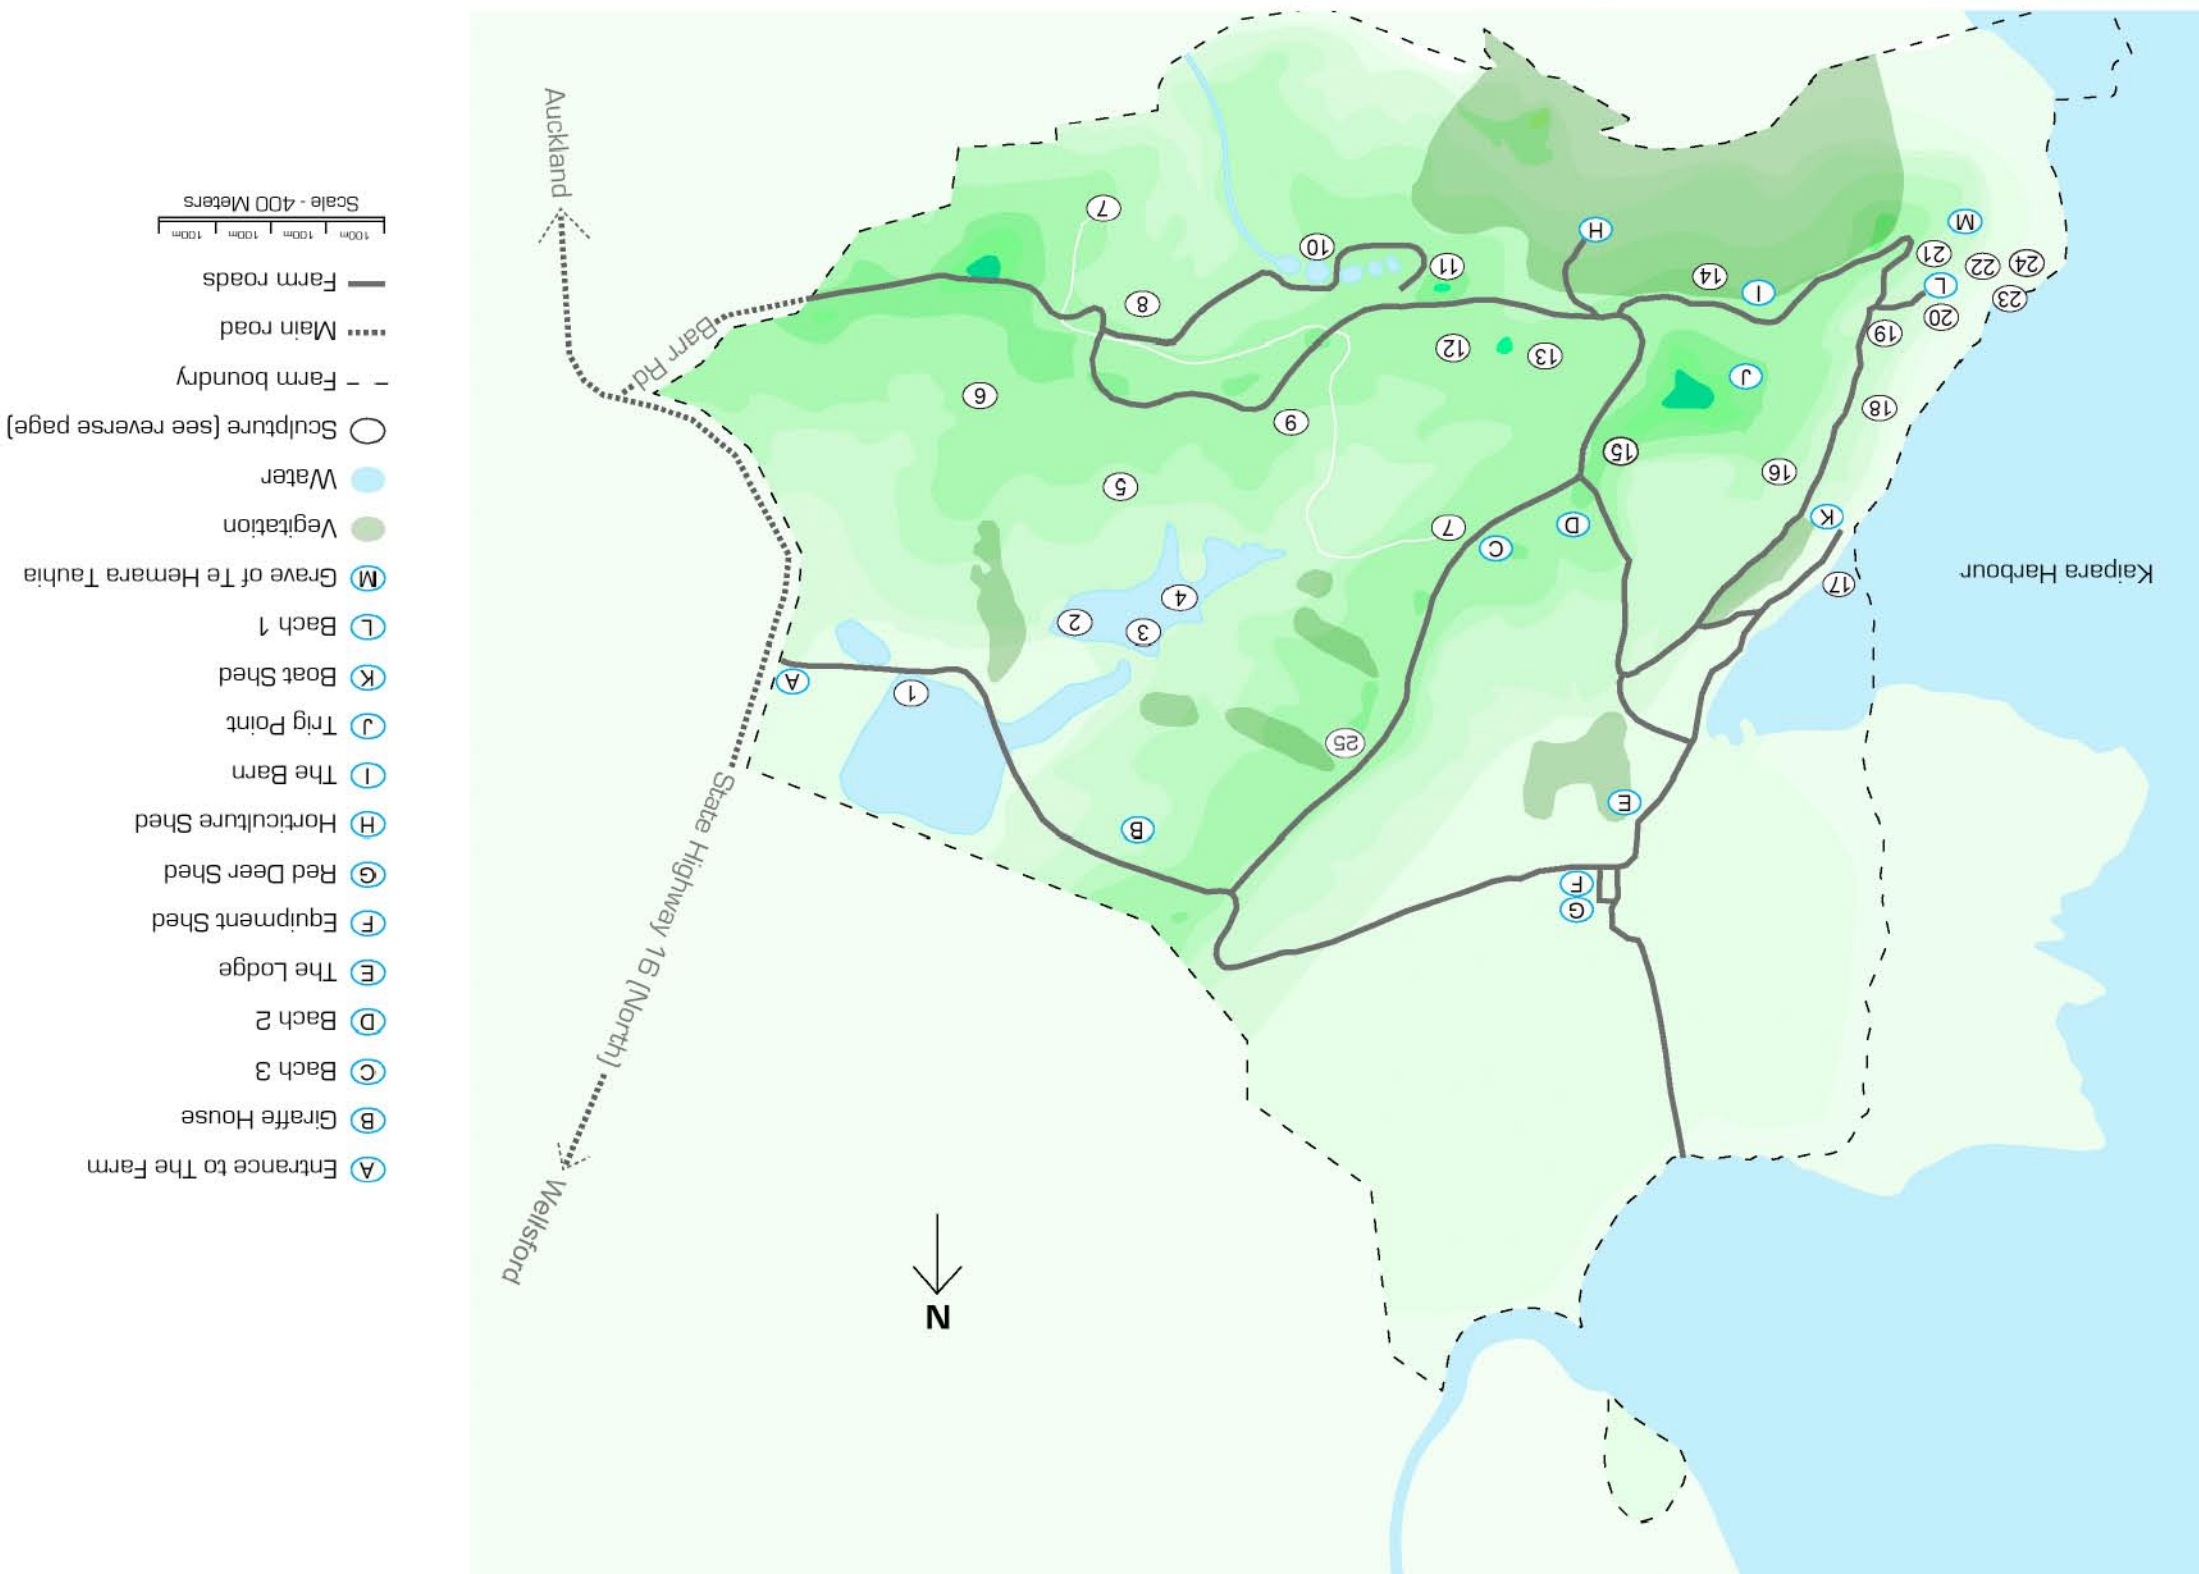 N
Wellsford
State Highway 16 (North)
G
F
B
E
25
1
A
3
2
4
17
Kaipara Harbour
C
7
D
K
5
16
15
9
18
6
J
13
12
Barr Rd
19
20
8
23
I
L
14
22
11
24
21
10
H
M
7
Auckland
A Entrance to The Farm
B Giraffe House
C Bach 3
D Bach 2
E The Lodge
F Equipment Shed
G Red Deer Shed
H Horticulture Shed
I The Barn
J Trig Point
K Boat Shed
L Bach 1
M Grave of Te Hemara Tauhia
Vegitation
Water
Sculpture (see reverse page)
Farm boundry
Main road
Farm roads
100m 100m 100m 100m
Scale - 400 Meters